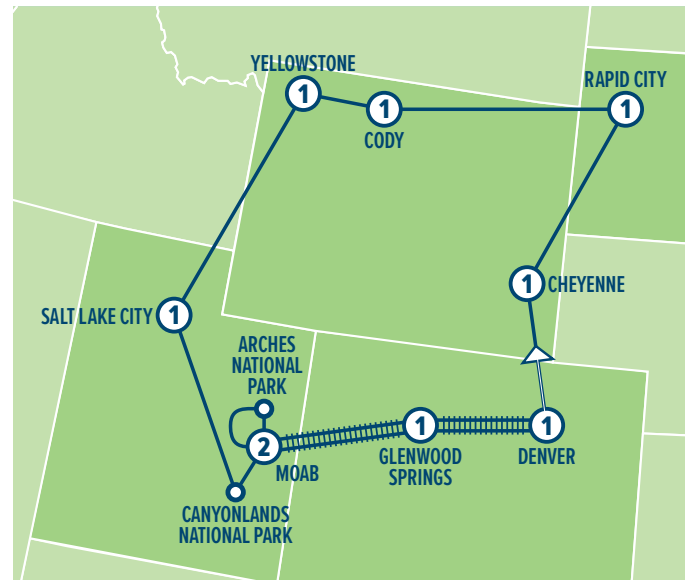 YELLOWSTONE
1
RAPID CITY
1
1
CODY
1
CHEYENNE
SALT LAKE CITY
1
ARCHES
NATIONAL
PARK
2
MOAB
1
GLENWOOD
SPRINGS
1
DENVER
CANYONLANDS
NATIONAL PARK